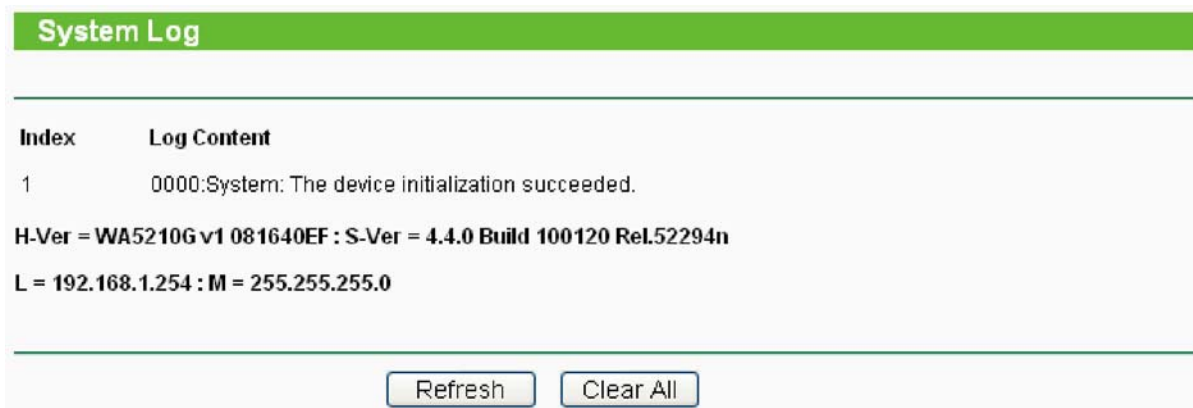 System Log
Index Log Content
1 0000:System: The device initialization succeeded.
H-Ver = WA5210G v1 081640EF : S-Ver = 4.4.0 Build 100120 Rel.52294n
L = 192.168.1.254 : M = 255.255.255.0
Refresh Clear All